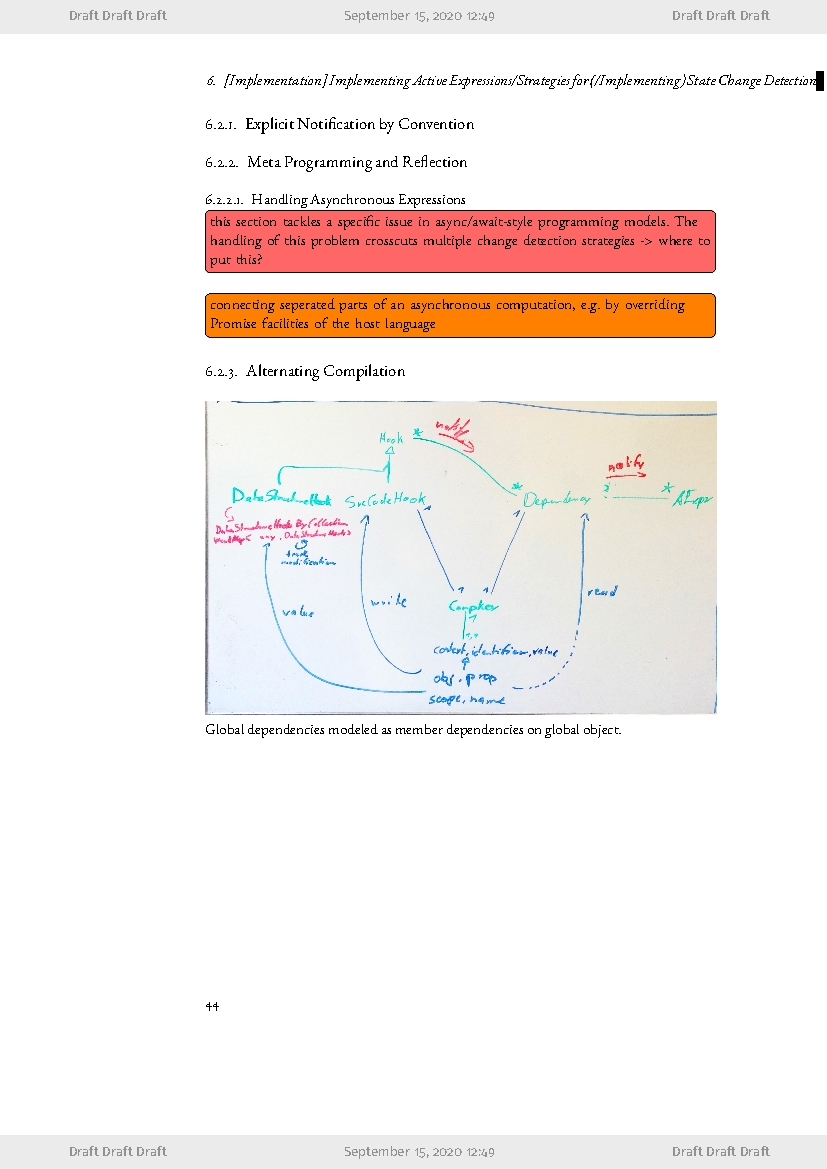 Draft Draft Draft September 15, 2020 12:49 Draft Draft Draft
6. [Implementation] Implementing Active Expressions/Strategies for(/Implementing) State Change Detection
6.2.1. Explicit Notification by Convention
6.2.2. Meta Programming and Reflection
6.2.2.1. Handling Asynchronous Expressions
this section tackles a specific issue in async/await-style programming models. The
handling of this problem crosscuts multiple change detection strategies -> where to
put this?
connecting seperated parts of an asynchronous computation, e.g. by overriding
Promise facilities of the host language
6.2.3. Alternating Compilation
Hook * notify
notify
DataStructureHook SrcCodeHook * Dependency * AExpr
DataStructureHooks By Collection
track
modification
value write Compkey read
context, identifier, value
obj . prop
scope, name
Global dependencies modeled as member dependencies on global object.
44
Draft Draft Draft September 15, 2020 12:49 Draft Draft Draft